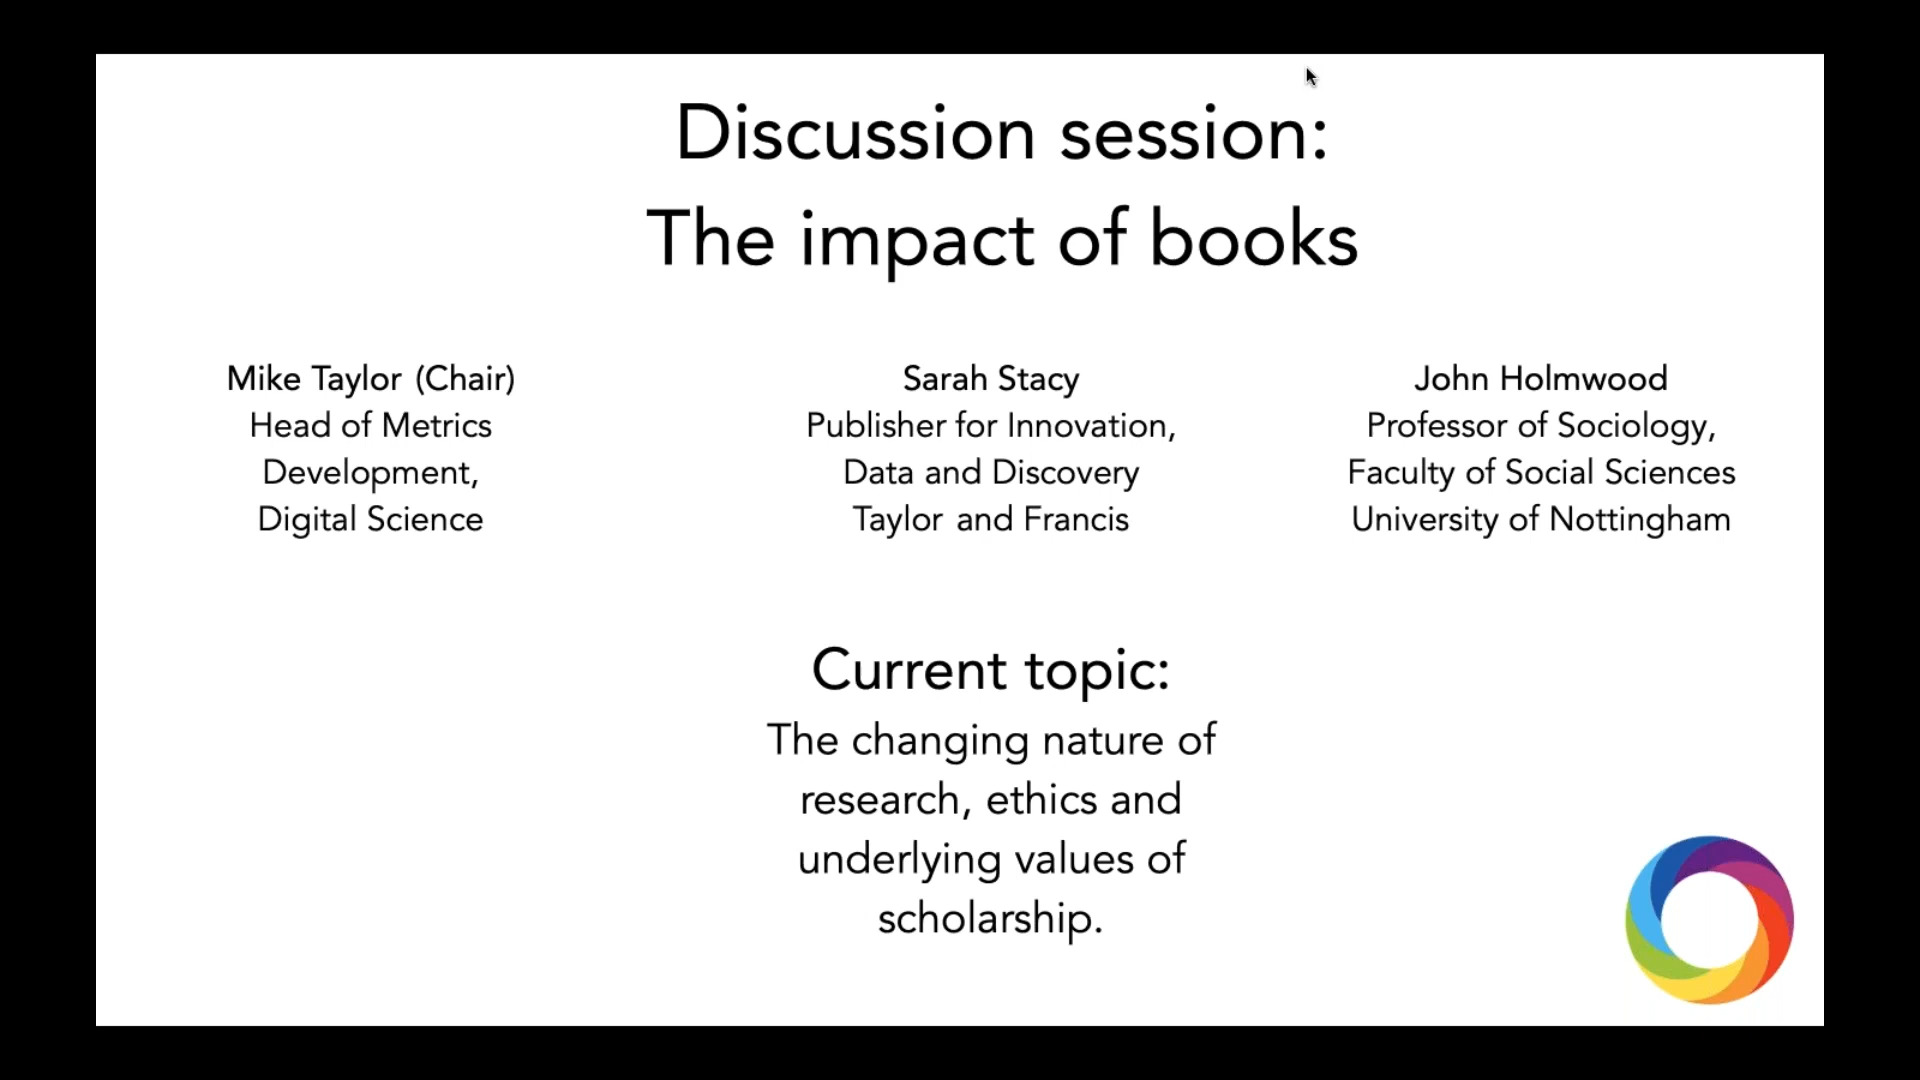 Discussion session:
The impact of books
Mike Taylor (Chair)
Head of Metrics
Development,
Digital Science
Sarah Stacy
Publisher for Innovation,
Data and Discovery
Taylor and Francis
John Holmwood
Professor of Sociology,
Faculty of Social Sciences
University of Nottingham
Current topic:
The changing nature of
research, ethics and
underlying values of
scholarship.